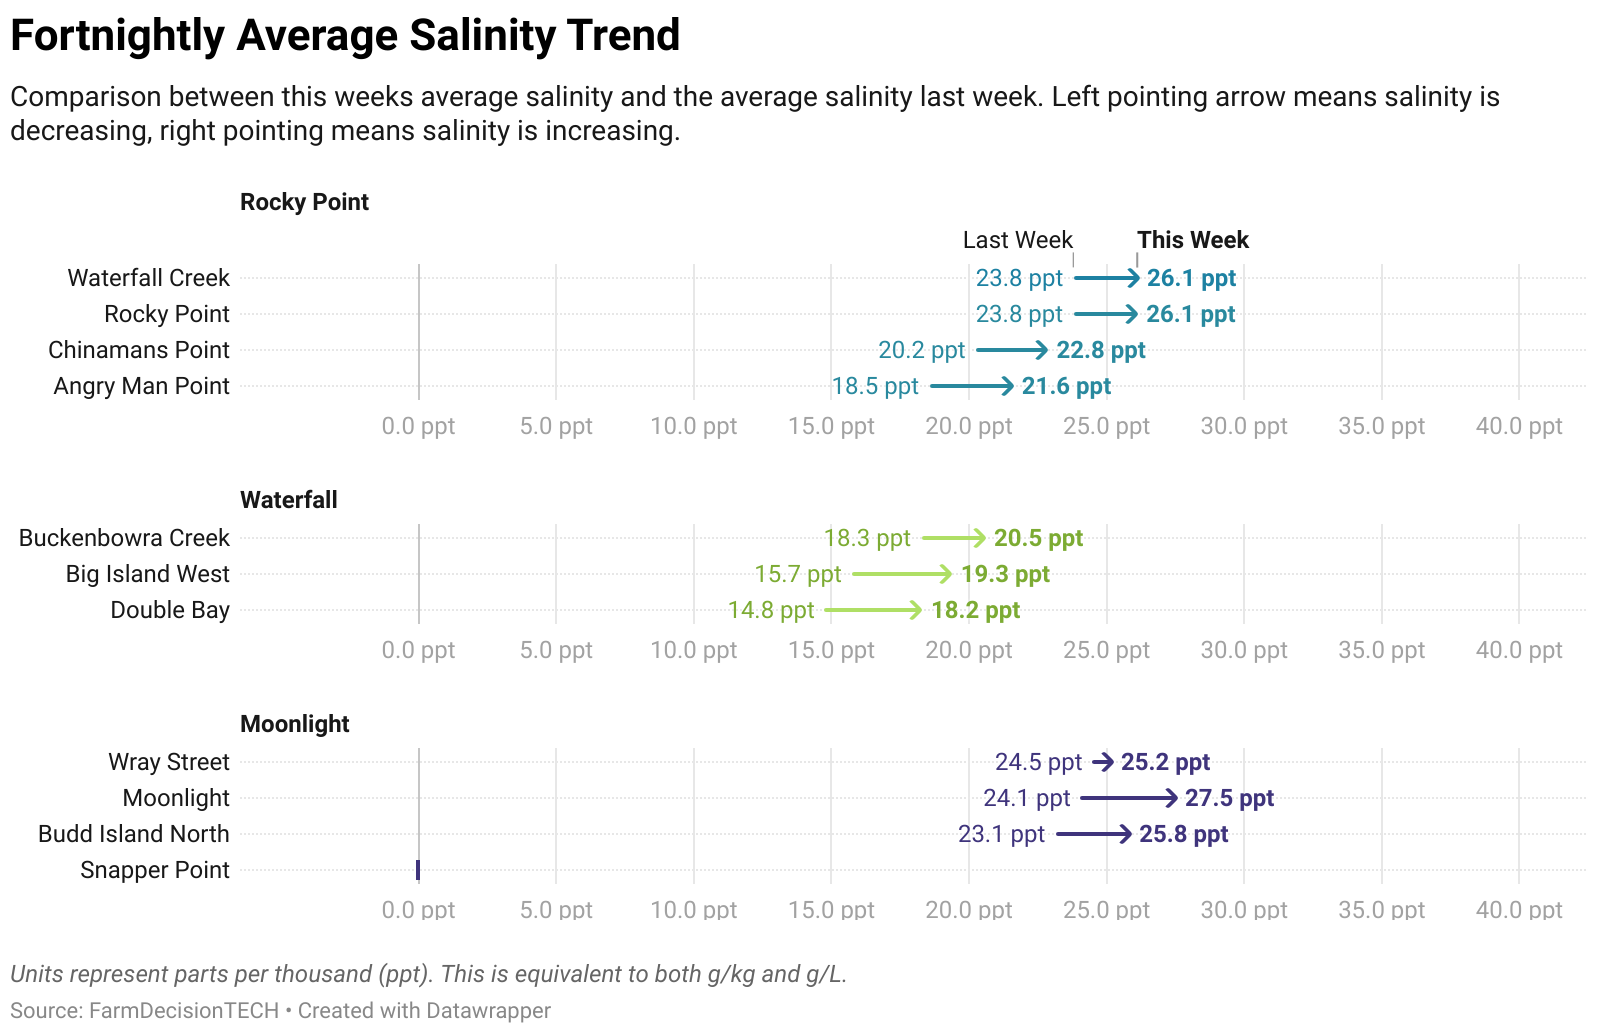 Fortnightly Average Salinity Trend
Comparison between this weeks average salinity and the average salinity last week. Left pointing arrow means salinity is
decreasing, right pointing means salinity is increasing.
Rocky Point
Last Week This Week
Waterfall Creek 23.8 ppt 26.1 ppt
Rocky Point 23.8 ppt 26.1 ppt
Chinamans Point 20.2 ppt 22.8 ppt
Angry Man Point 18.5 ppt 21.6 ppt
0.0 ppt 5.0 ppt 10.0 ppt 15.0 ppt 20.0 ppt 25.0 ppt 30.0 ppt 35.0 ppt 40.0 ppt
Waterfall
Buckenbowra Creek 18.3 ppt 20.5 ppt
Big Island West 15.7 ppt 19.3 ppt
Double Bay 14.8 ppt 18.2 ppt
0.0 ppt 5.0 ppt 10.0 ppt 15.0 ppt 20.0 ppt 25.0 ppt 30.0 ppt 35.0 ppt 40.0 ppt
Moonlight
Wray Street 24.5 ppt 25.2 ppt
Moonlight 24.1 ppt 27.5 ppt
Budd Island North 23.1 ppt 25.8 ppt
Snapper Point
0.0 ppt 5.0 ppt 10.0 ppt 15.0 ppt 20.0 ppt 25.0 ppt 30.0 ppt 35.0 ppt 40.0 ppt
Units represent parts per thousand (ppt). This is equivalent to both g/kg and g/L.
Source: FarmDecisionTECH • Created with Datawrapper